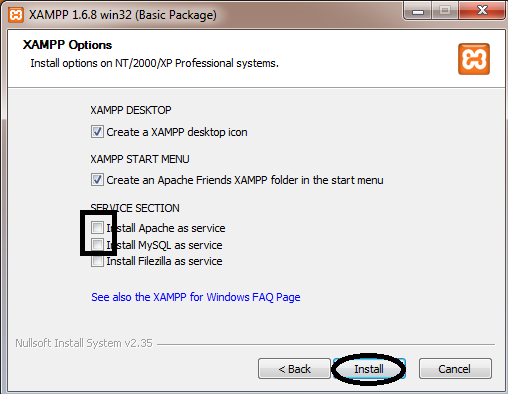 XAMPP 1.6.8 win32 (Basic Package)
XAMPP Options
Install options on NT/2000/XP Professional systems.
XAMPP DESKTOP
Create a XAMPP desktop icon
XAMPP START MENU
Create an Apache Friends XAMPP folder in the start menu
SERVICE SECTION
Install Apache as service
Install MySQL as service
Install Filezilla as service
See also the XAMPP for Windows FAQ Page
Nullsoft Install System v2.35
< Back Install Cancel